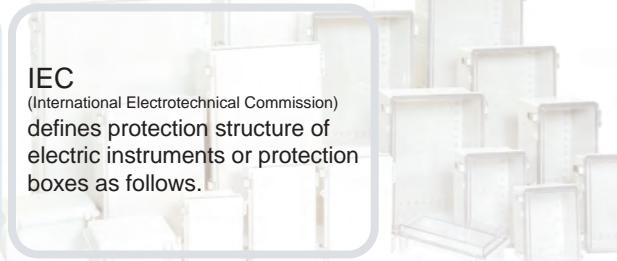 IEC
(International Electrotechnical Commission)
defines protection structure of
electric instruments or protection
boxes as follows.